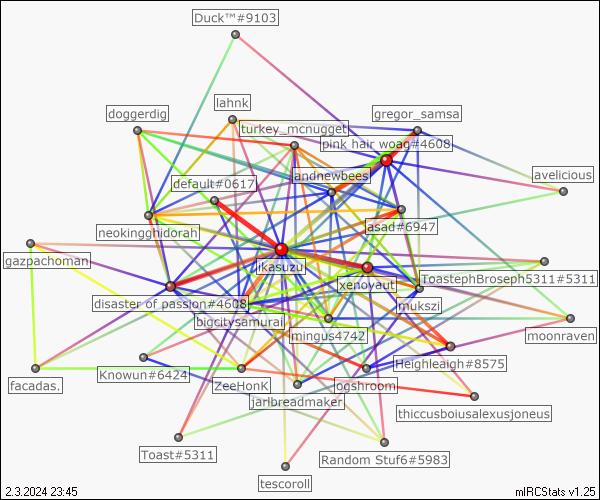 Duck™#9103
lahnk
doggerdig
gregor_samsa
turkey_mcnugget
pink hair woag#4608
andnewbees
default#0617
avelicious
asad#6947
neokingghidorah
gazpachoman
ikasuzu
ToastephBroseph5311#5311
xenoyaut
disaster of passion#4608
mukszi
bigcitysamurai
mingus4742
moonraven
Heighleaigh#8575
Knowun#6424
facadas.
ZeeHonK
ogshroom
jarlbreadmaker
thiccusboiusalexusjoneus
Toast#5311
Random Stuf6#5983
tescoroll
2.3.2024 23:45
mIRCStats v1.25